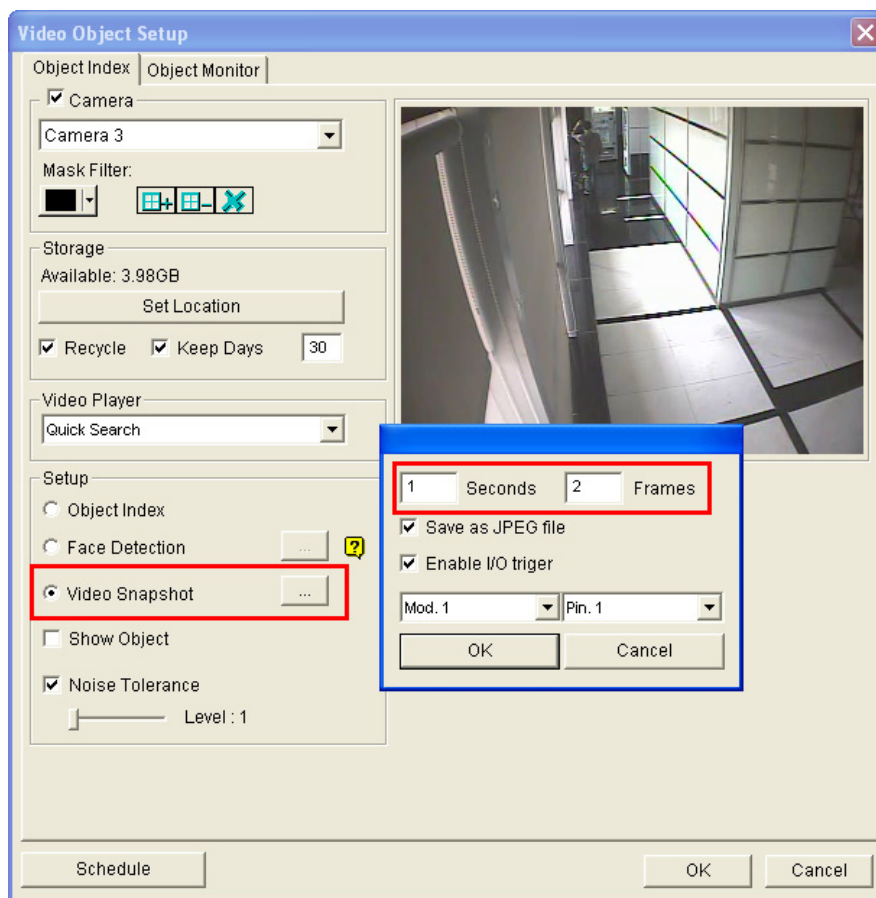 Video Object Setup
Object Index
Object Monitor
Camera
Camera 3
Mask Filter:
Storage
Available: 3.98GB
Set Location
Recycle
Keep Days
30
Video Player
Quick Search
Setup
Object Index
Face Detection
...
?
Video Snapshot
...
Show Object
Noise Tolerance
Level : 1
1 Seconds 2 Frames
Save as JPEG file
Enable I/O triger
Mod. 1
Pin. 1
OK
Cancel
Schedule
OK
Cancel